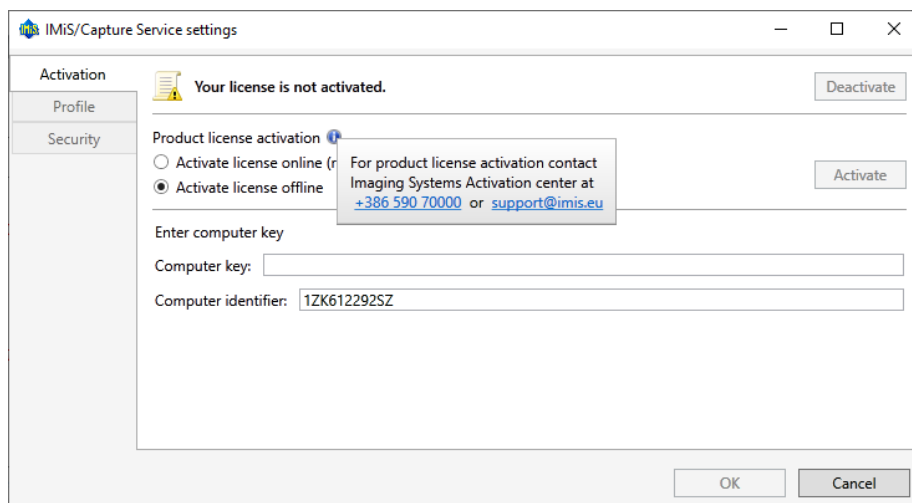 IMiS/Capture Service settings
Activation
Profile
Security
Your license is not activated.
Deactivate
Product license activation
Activate license online (r
Activate license offline
Activate
For product license activation contact
Imaging Systems Activation center at
+386 590 70000 or support@imis.eu
Enter computer key
Computer key:
Computer identifier: 1ZK612292SZ
OK
Cancel